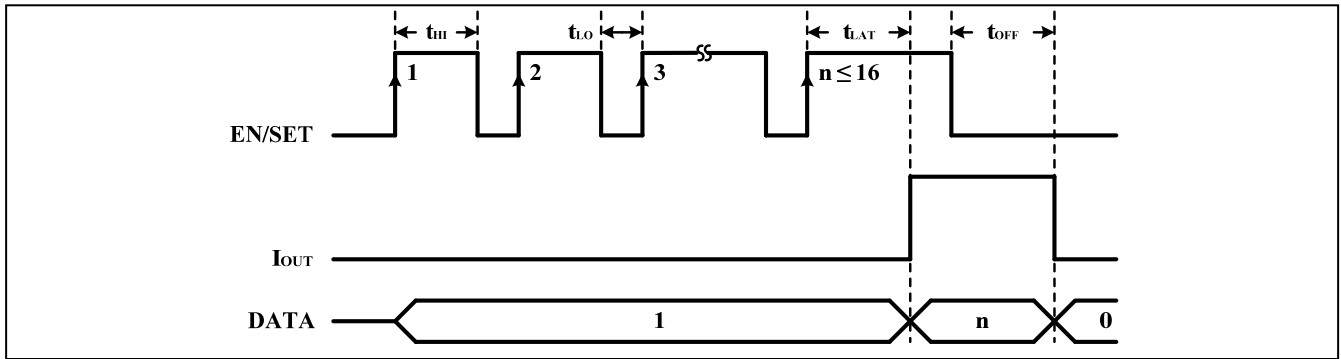 tHI tLO tLAT tOFF
1 2 3 n ≤ 16
EN/SET
IOUT
DATA 1 n 0